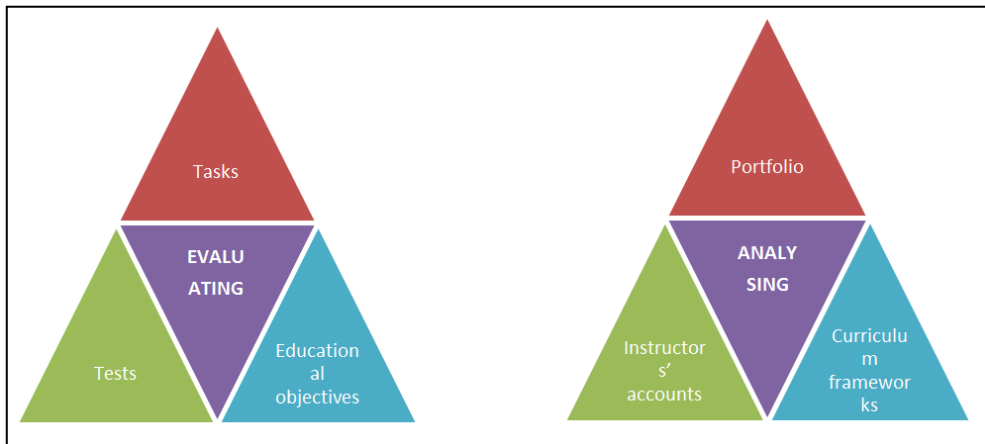 Tasks
EVALU
ATING
Tests
Education
al
objectives
Portfolio
ANALY
SING
Instructor
s’
accounts
Curriculu
m
framewor
ks